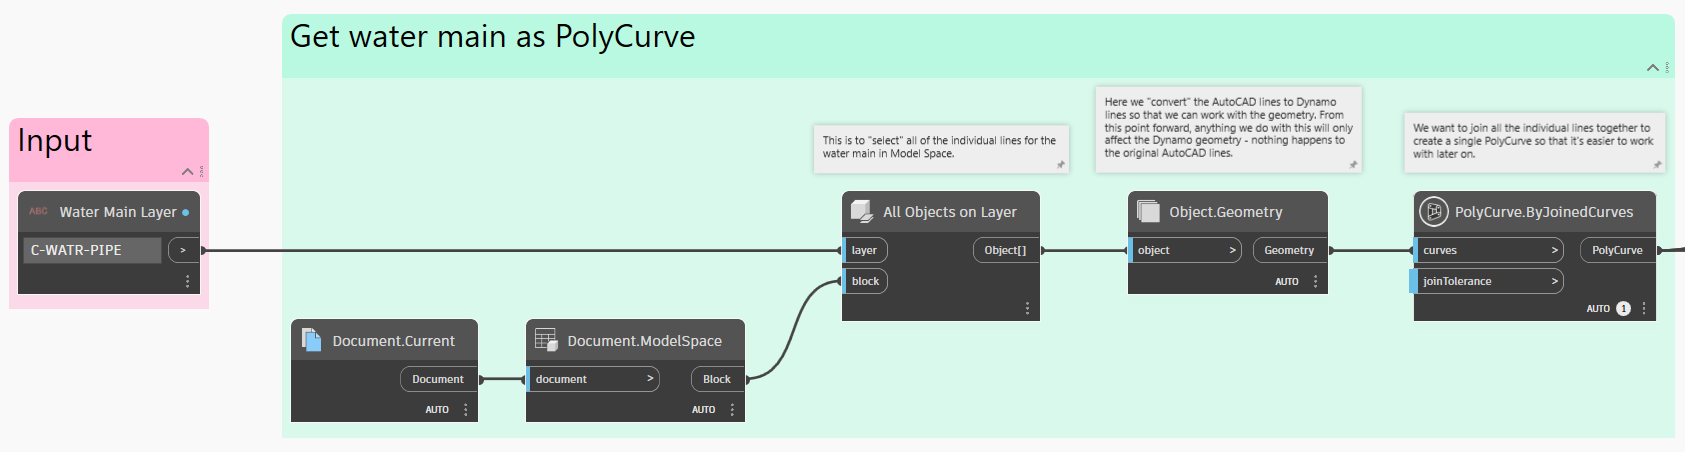 Get water main as PolyCurve
Input
This is to "select" all of the individual lines for the
water main in Model Space.
Here we "convert" the AutoCAD lines to Dynamo
lines so that we can work with the geometry. From
this point forward, anything we do with this will only
affect the Dynamo geometry - nothing happens to
the original AutoCAD lines.
We want to join all the individual lines together to
create a single PolyCurve so that it's easier to work
with later on.
ABC Water Main Layer
C-WATR-PIPE >
All Objects on Layer
layer Object[]
block
Object.Geometry
object > Geometry
AUTO
PolyCurve.ByJoinedCurves
curves > PolyCurve
joinTolerance >
AUTO 1
Document.Current
Document
AUTO
Document.ModelSpace
document > Block
AUTO